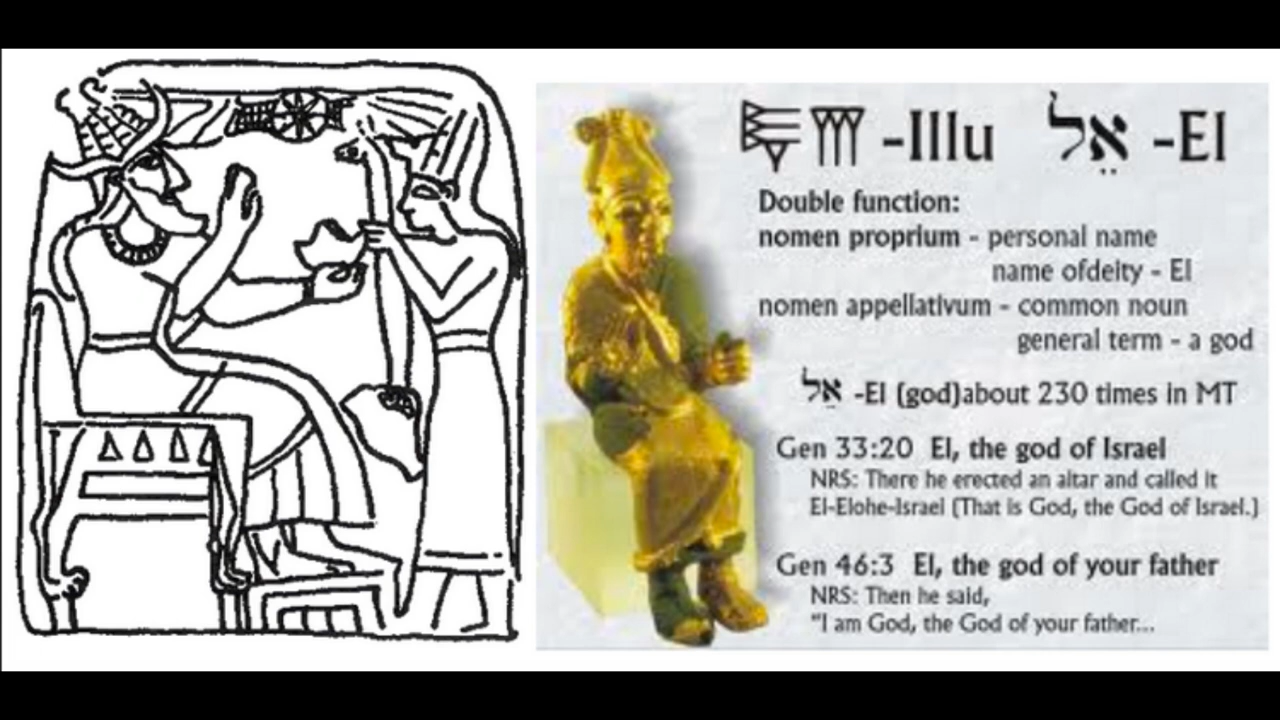 𐎛𐎍 -Illu אֵל -El
Double function:
nomen proprium - personal name
name ofdeity - El
nomen appellativum - common noun
general term - a god
אֵל -El (god)about 230 times in MT
Gen 33:20 El, the god of Israel
NRS: There he erected an altar and called it
El-Elohe-Israel (That is God, the God of Israel.)
Gen 46:3 El, the god of your father
NRS: Then he said,
"I am God, the God of your father...